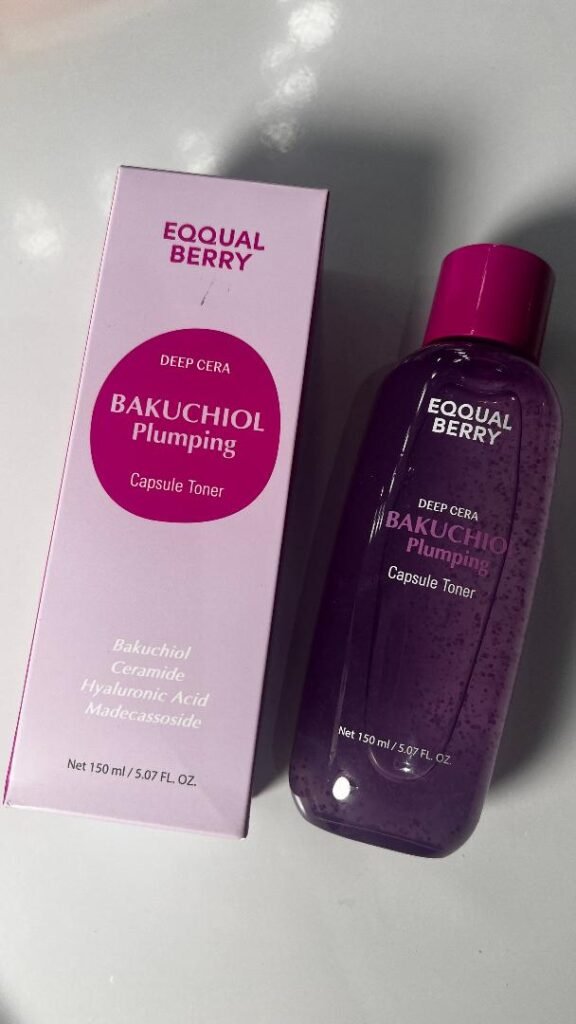 EQQUAL
BERRY
DEEP CERA
BAKUCHIOL
Plumping
Capsule Toner
Bakuchiol
Ceramide
Hyaluronic Acid
Madecassoside
Net 150 ml / 5.07 FL. OZ.
EQQUAL
BERRY
DEEP CERA
BAKUCHIO
Plumping
Capsule Toner
Net 150 ml / 5.07 FL. OZ.